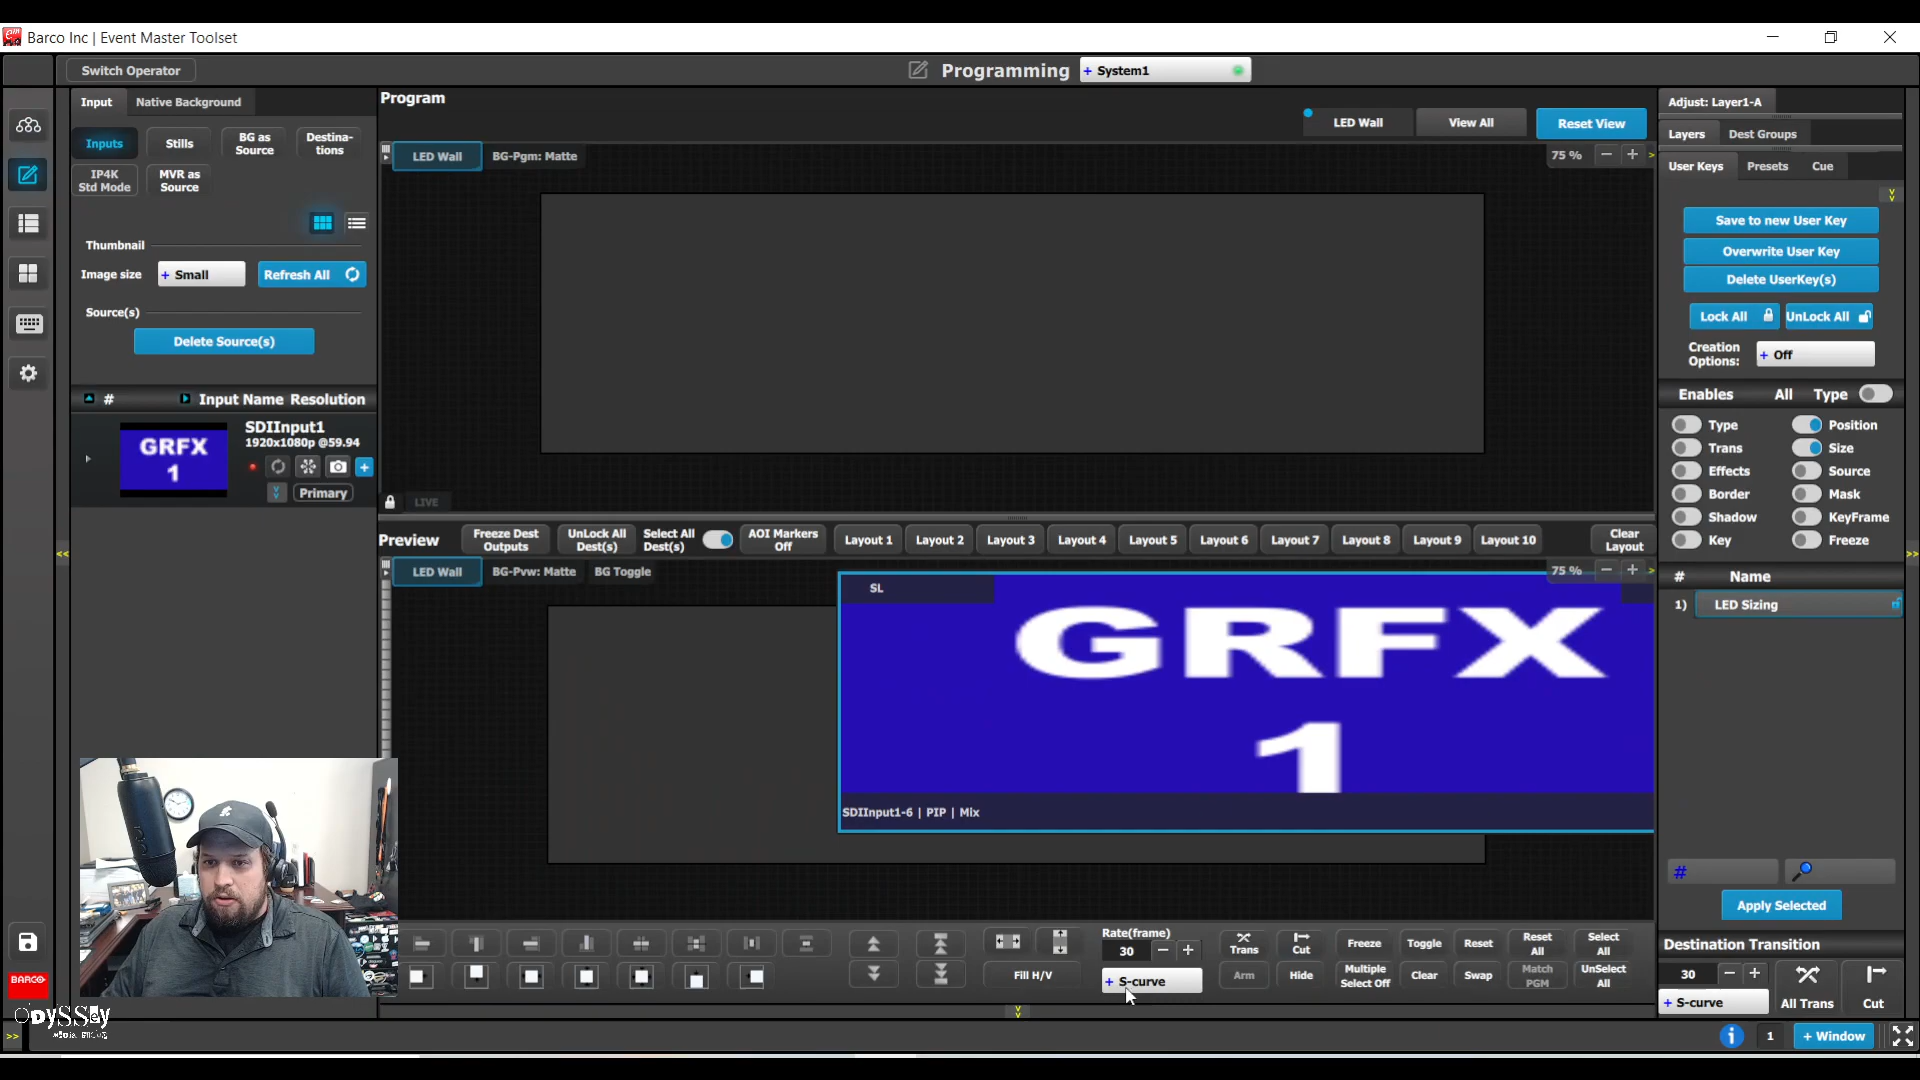 Barco Inc | Event Master Toolset
Switch Operator
Programming
+ System1
Input
Native Background
Inputs
Stills
BG as
Source
Destina-
tions
IP4K
Std Mode
MVR as
Source
Thumbnail
Image size
+ Small
Refresh All
Source(s)
Delete Source(s)
#
Input Name Resolution
GRFX
1
SDIInput1
1920x1080p @59.94
+
Primary
Program
LED Wall
View All
Reset View
LED Wall
BG-Pgm: Matte
75 %
LIVE
Preview
Freeze Dest
Outputs
UnLock All
Dest(s)
Select All
Dest(s)
AOI Markers
Off
Layout 1
Layout 2
Layout 3
Layout 4
Layout 5
Layout 6
Layout 7
Layout 8
Layout 9
Layout 10
Clear
Layout
LED Wall
BG-Pvw: Matte
BG Toggle
75 %
SL
GRFX
1
SDIInput1-6 | PIP | Mix
Fill H/V
Rate(frame)
30
+ S-curve
Trans
Cut
Arm
Hide
Freeze
Toggle
Reset
Reset
All
Select
All
Multiple
Select Off
Clear
Swap
Match
PGM
UnSelect
All
Adjust: Layer1-A
Layers
Dest Groups
User Keys
Presets
Cue
Save to new User Key
Overwrite User Key
Delete UserKey(s)
Lock All
UnLock All
Creation
Options:
+ Off
Enables
All
Type
Type
Position
Trans
Size
Effects
Source
Border
Mask
Shadow
KeyFrame
Key
Freeze
#
Name
1)
LED Sizing
#
Apply Selected
Destination Transition
30
+ S-curve
All Trans
Cut
BARCO
Odyssey
MEDIA GROUP
1
+ Window